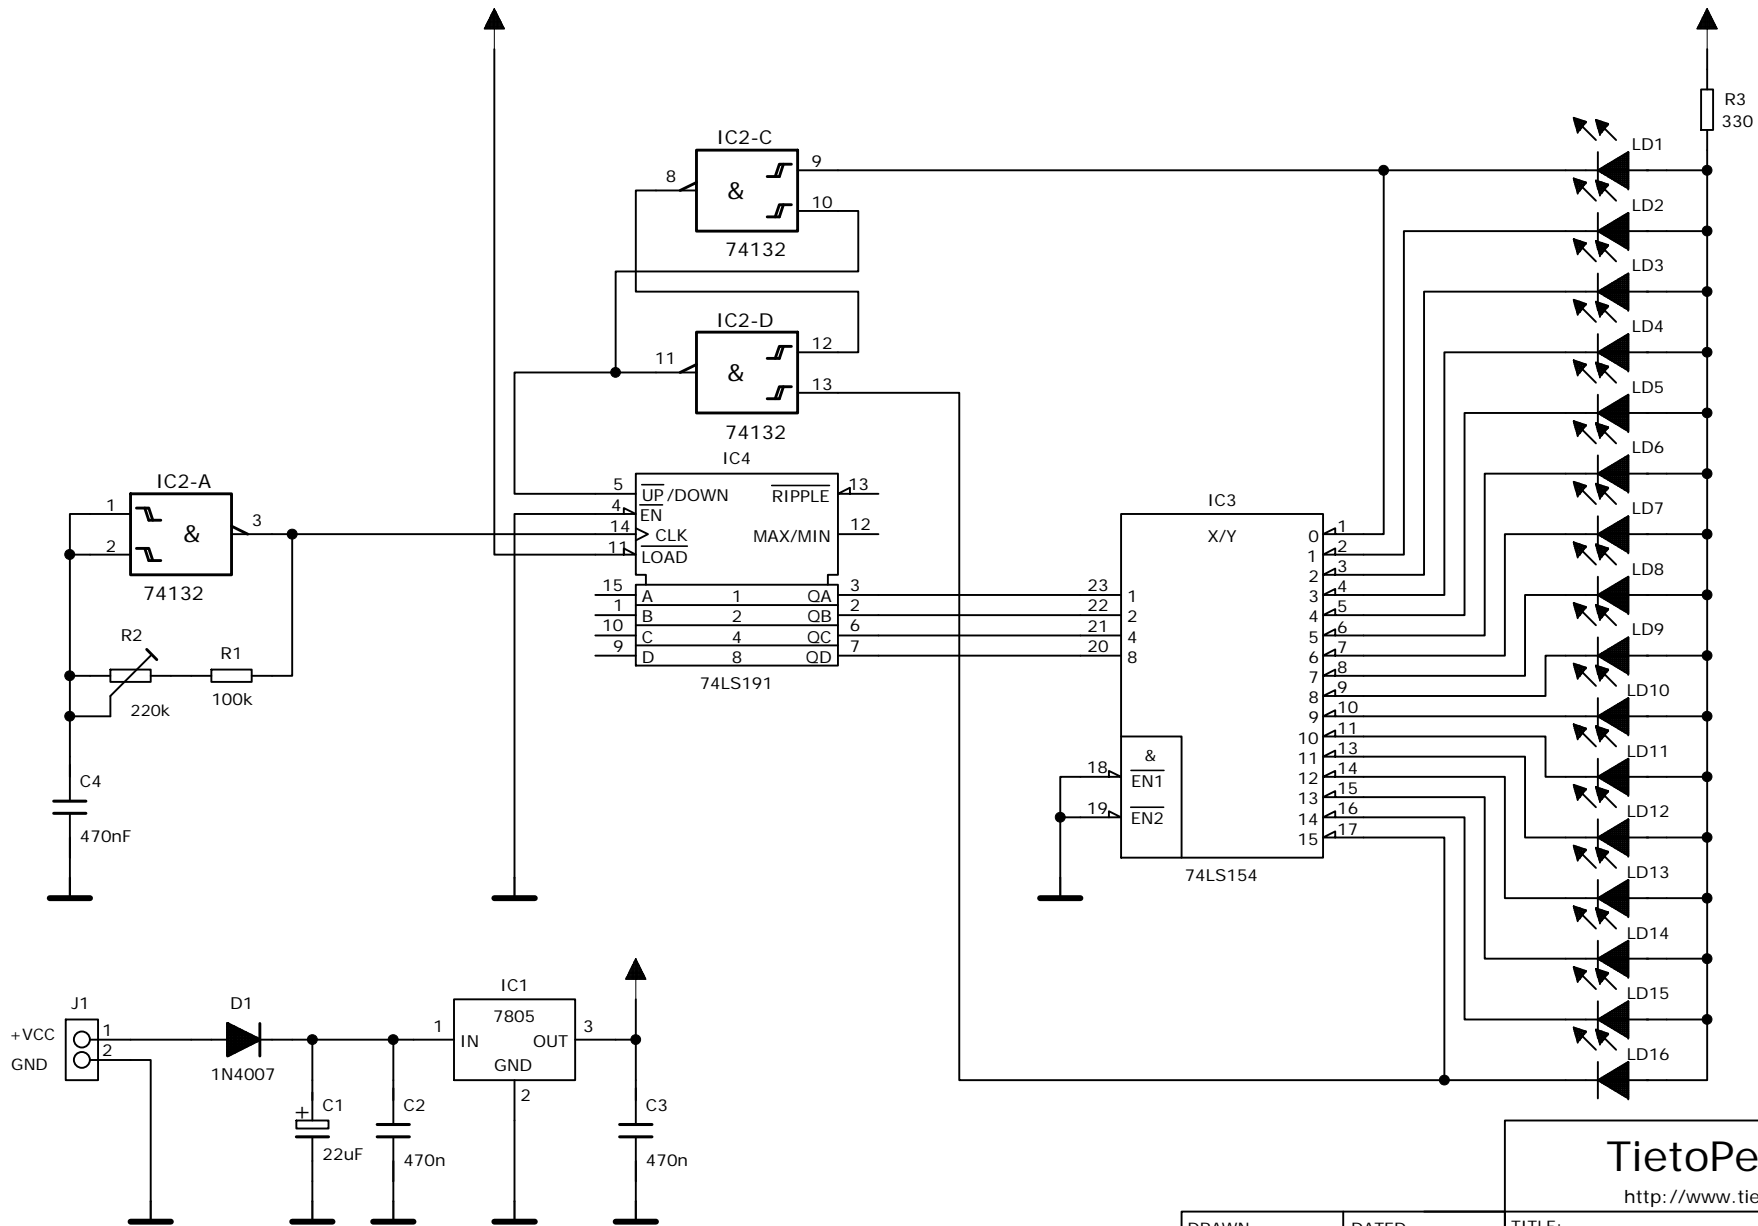 R3
330
LD1
LD2
LD3
LD4
LD5
LD6
LD7
LD8
LD9
LD10
LD11
LD12
LD13
LD14
LD15
LD16
IC2-C
8
&
9
10
74132
IC2-D
11
&
12
13
74132
IC2-A
1
2
&
3
74132
R2
220k
R1
100k
C4
470nF
IC4
5 UP/DOWN RIPPLE 13
4 EN
14 CLK MAX/MIN 12
11 LOAD
15 A 1 QA 3
1 B 2 QB 2
10 C 4 QC 6
9 D 8 QD 7
74LS191
IC3
X/Y
23 1
22 2
21 4
20 8
&
18 EN1
19 EN2
0 1
1 2
2 3
3 4
4 5
5 6
6 7
7 8
8 9
9 10
10 11
11 13
12 14
13 15
14 16
15 17
74LS154
J1
+VCC 1
GND 2
D1
1N4007
+ C1
22uF
C2
470n
IC1
7805
1 IN OUT 3
GND
2
C3
470n
TietoPe
http://www.tie
DRAWN
DATED
TITLE: